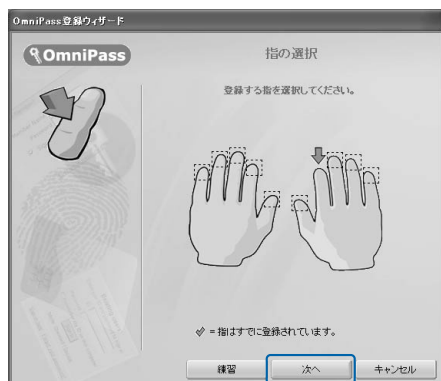 OmniPass登録ウィザード
OmniPass
指の選択
登録する指を選択してください。
=指はすでに登録されています。
練習
次へ
キャンセル